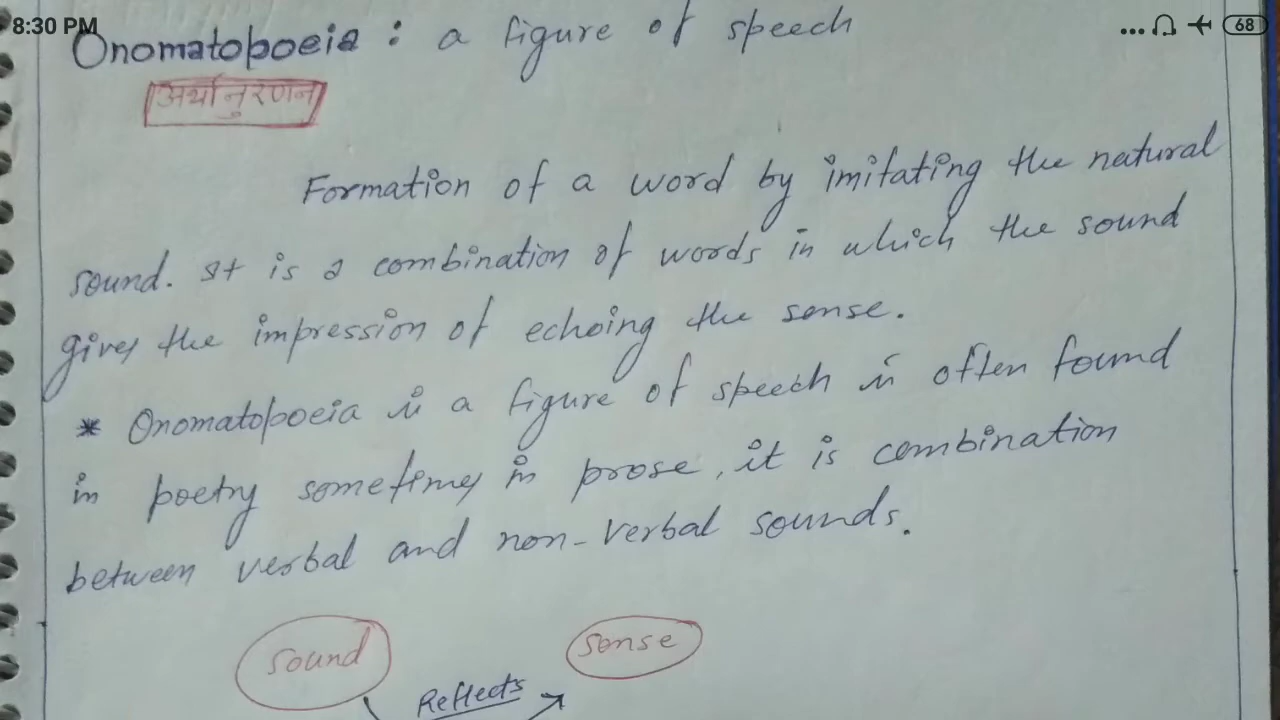 8:30 PM
... 68
Onomatopoeia : a figure of speech
अर्थानुरणन
Formation of a word by imitating the natural
sound. It is a combination of words in which the sound
gives the impression of echoing the sense.
* Onomatopoeia is a figure of speech is often found
in poetry sometimes in prose, it is combination
between verbal and non-verbal sounds.
sound
sense
Reflects